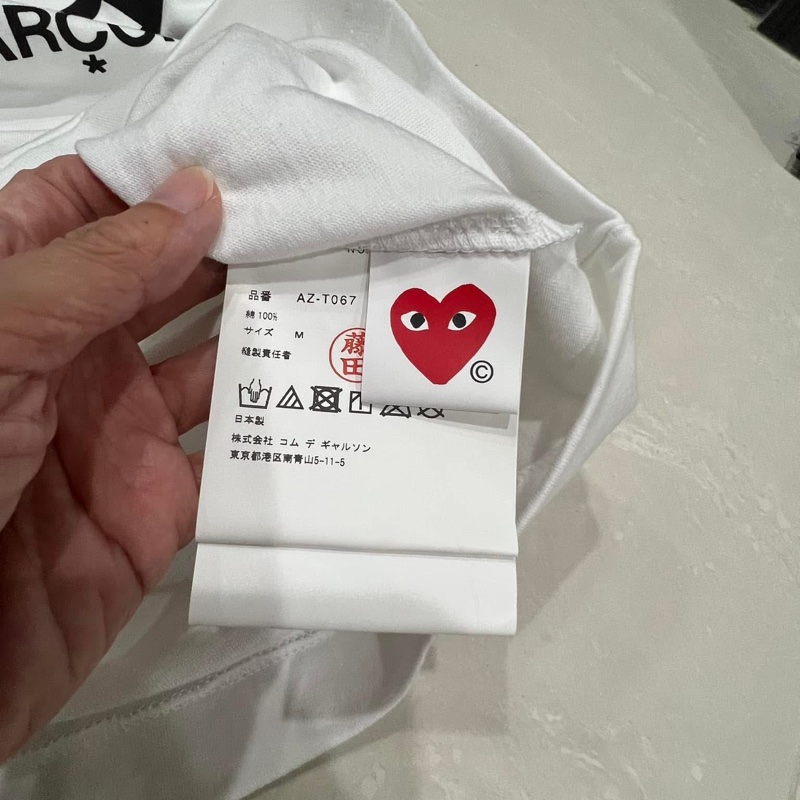 品番 AZ-T067
綿 100%
サイズ M
縫製責任者
藤
田
©
日本製
株式会社 コム デ ギャルソン
東京都港区南青山5-11-5